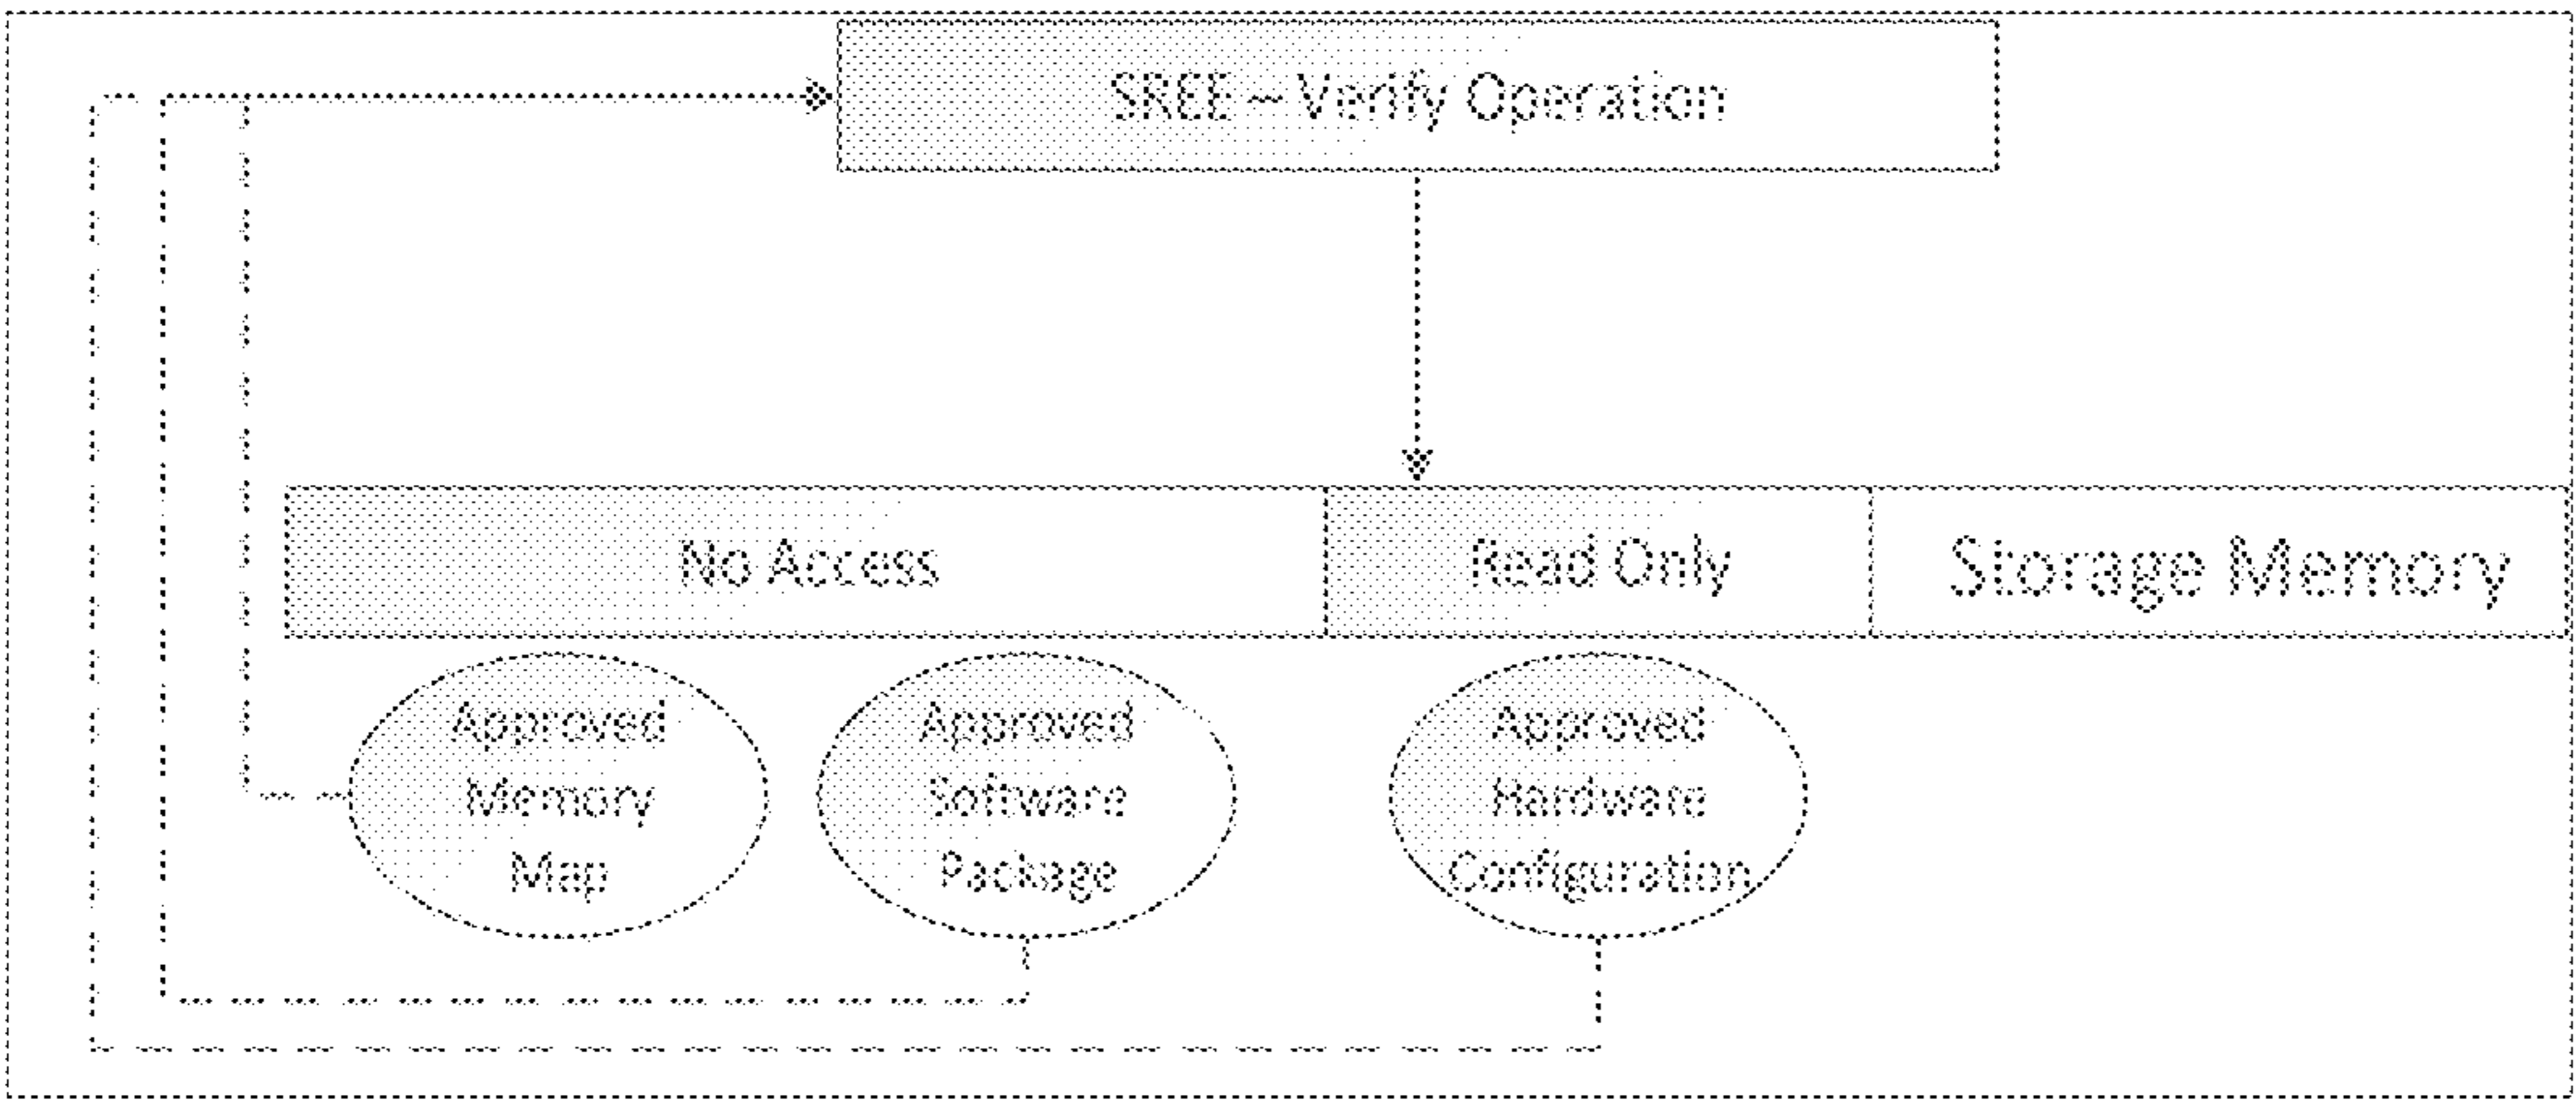 SREE – Verify Operation
No Access
Read Only
Storage Memory
Approved
Memory
Map
Approved
Software
Package
Approved
Hardware
Configuration